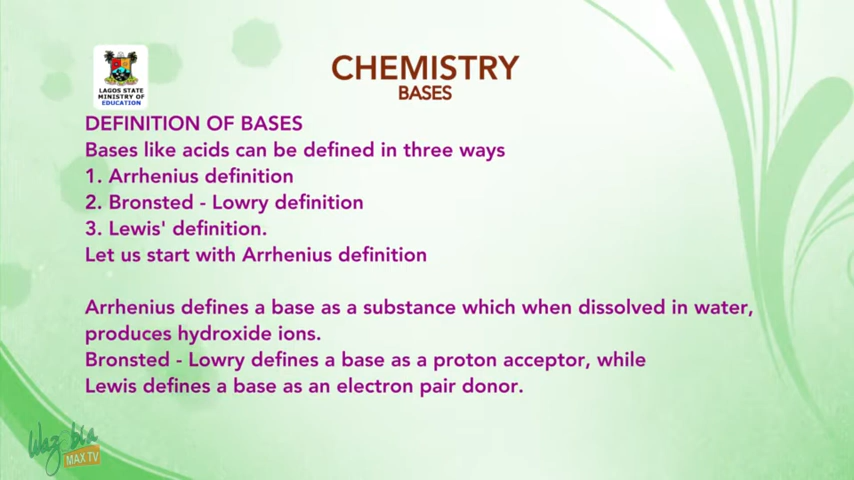 LAGOS STATE
MINISTRY OF
EDUCATION
CHEMISTRY
BASES
DEFINITION OF BASES
Bases like acids can be defined in three ways
1. Arrhenius definition
2. Bronsted - Lowry definition
3. Lewis' definition.
Let us start with Arrhenius definition
Arrhenius defines a base as a substance which when dissolved in water,
produces hydroxide ions.
Bronsted - Lowry defines a base as a proton acceptor, while
Lewis defines a base as an electron pair donor.
Wazobia
MAX TV